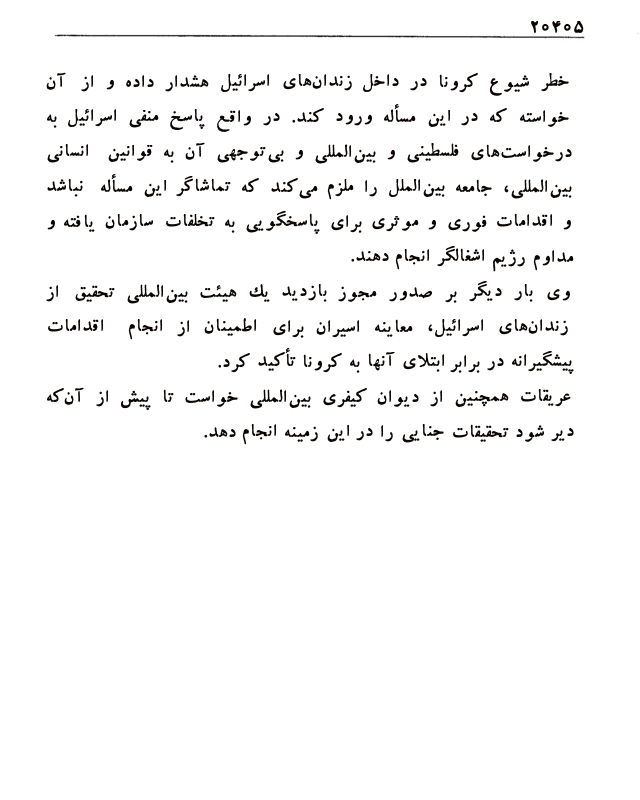 ۲۰۴۰۵
خطر شیوع کرونا در داخل زندان‌های اسرائیل هشدار داده و از آن
خواسته که در این مسأله ورود کند. در واقع پاسخ منفی اسرائیل به
درخواست‌های فلسطینی و بین‌المللی و بی‌توجهی آن به قوانین انسانی
بین‌المللی، جامعه بین‌الملل را ملزم می‌کند که تماشاگر این مسأله نباشد
و اقدامات فوری و موثری برای پاسخگویی به تخلفات سازمان یافته و
مداوم رژیم اشغالگر انجام دهند.
وی بار دیگر بر صدور مجوز بازدید یك هیئت بین‌المللی تحقیق از
زندان‌های اسرائیل، معاینه اسیران برای اطمینان از انجام اقدامات
پیشگیرانه در برابر ابتلای آنها به کرونا تأکید کرد.
عریقات همچنین از دیوان کیفری بین‌المللی خواست تا پیش از آن‌که
دیر شود تحقیقات جنایی را در این زمینه انجام دهد.